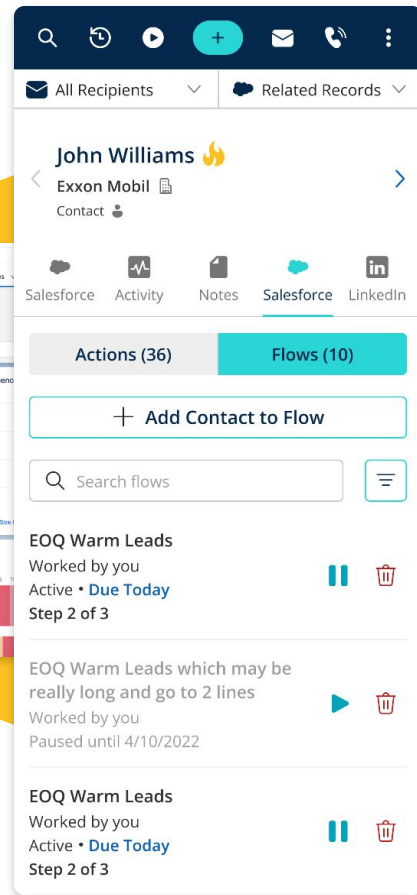 All Recipients
Related Records
John Williams
Exxon Mobil
Contact
Salesforce
Activity
Notes
Salesforce
LinkedIn
in
Actions (36)
Flows (10)
+ Add Contact to Flow
Search flows
EOQ Warm Leads
Worked by you
Active • Due Today
Step 2 of 3
EOQ Warm Leads which may be
really long and go to 2 lines
Worked by you
Paused until 4/10/2022
EOQ Warm Leads
Worked by you
Active • Due Today
Step 2 of 3